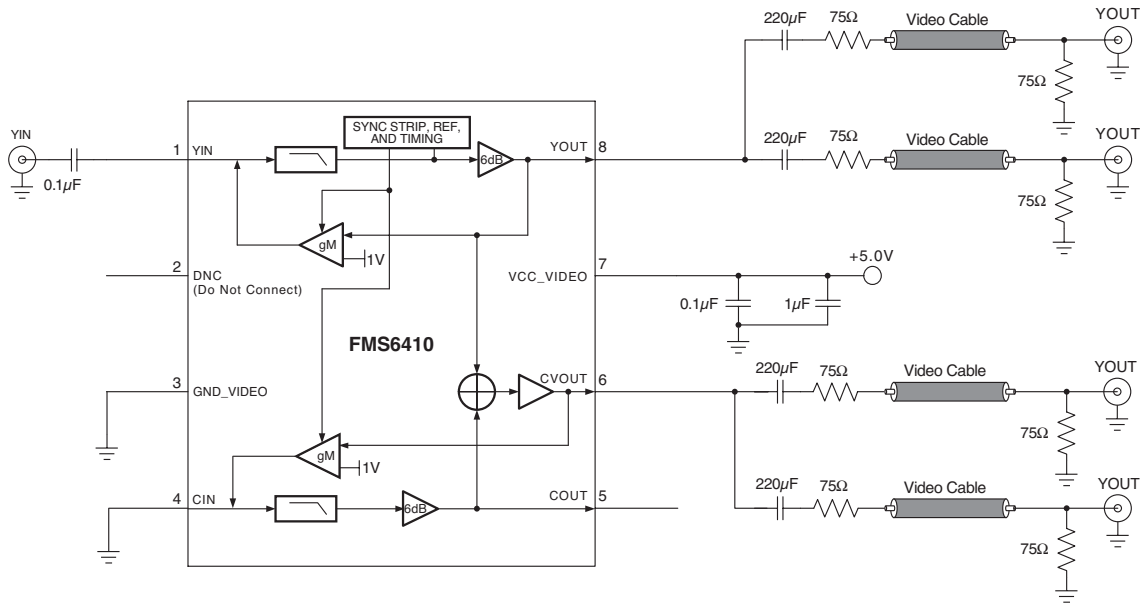 220µF
75Ω
Video Cable
YOUT
75Ω
220µF
75Ω
Video Cable
YOUT
75Ω
YIN
0.1µF
1
YIN
SYNC STRIP, REF,
AND TIMING
6dB
YOUT
8
gM
1V
2
DNC
(Do Not Connect)
VCC_VIDEO
7
+5.0V
0.1µF
1µF
FMS6410
3
GND_VIDEO
CVOUT
6
220µF
75Ω
Video Cable
YOUT
75Ω
gM
1V
4
CIN
6dB
COUT
5
220µF
75Ω
Video Cable
YOUT
75Ω